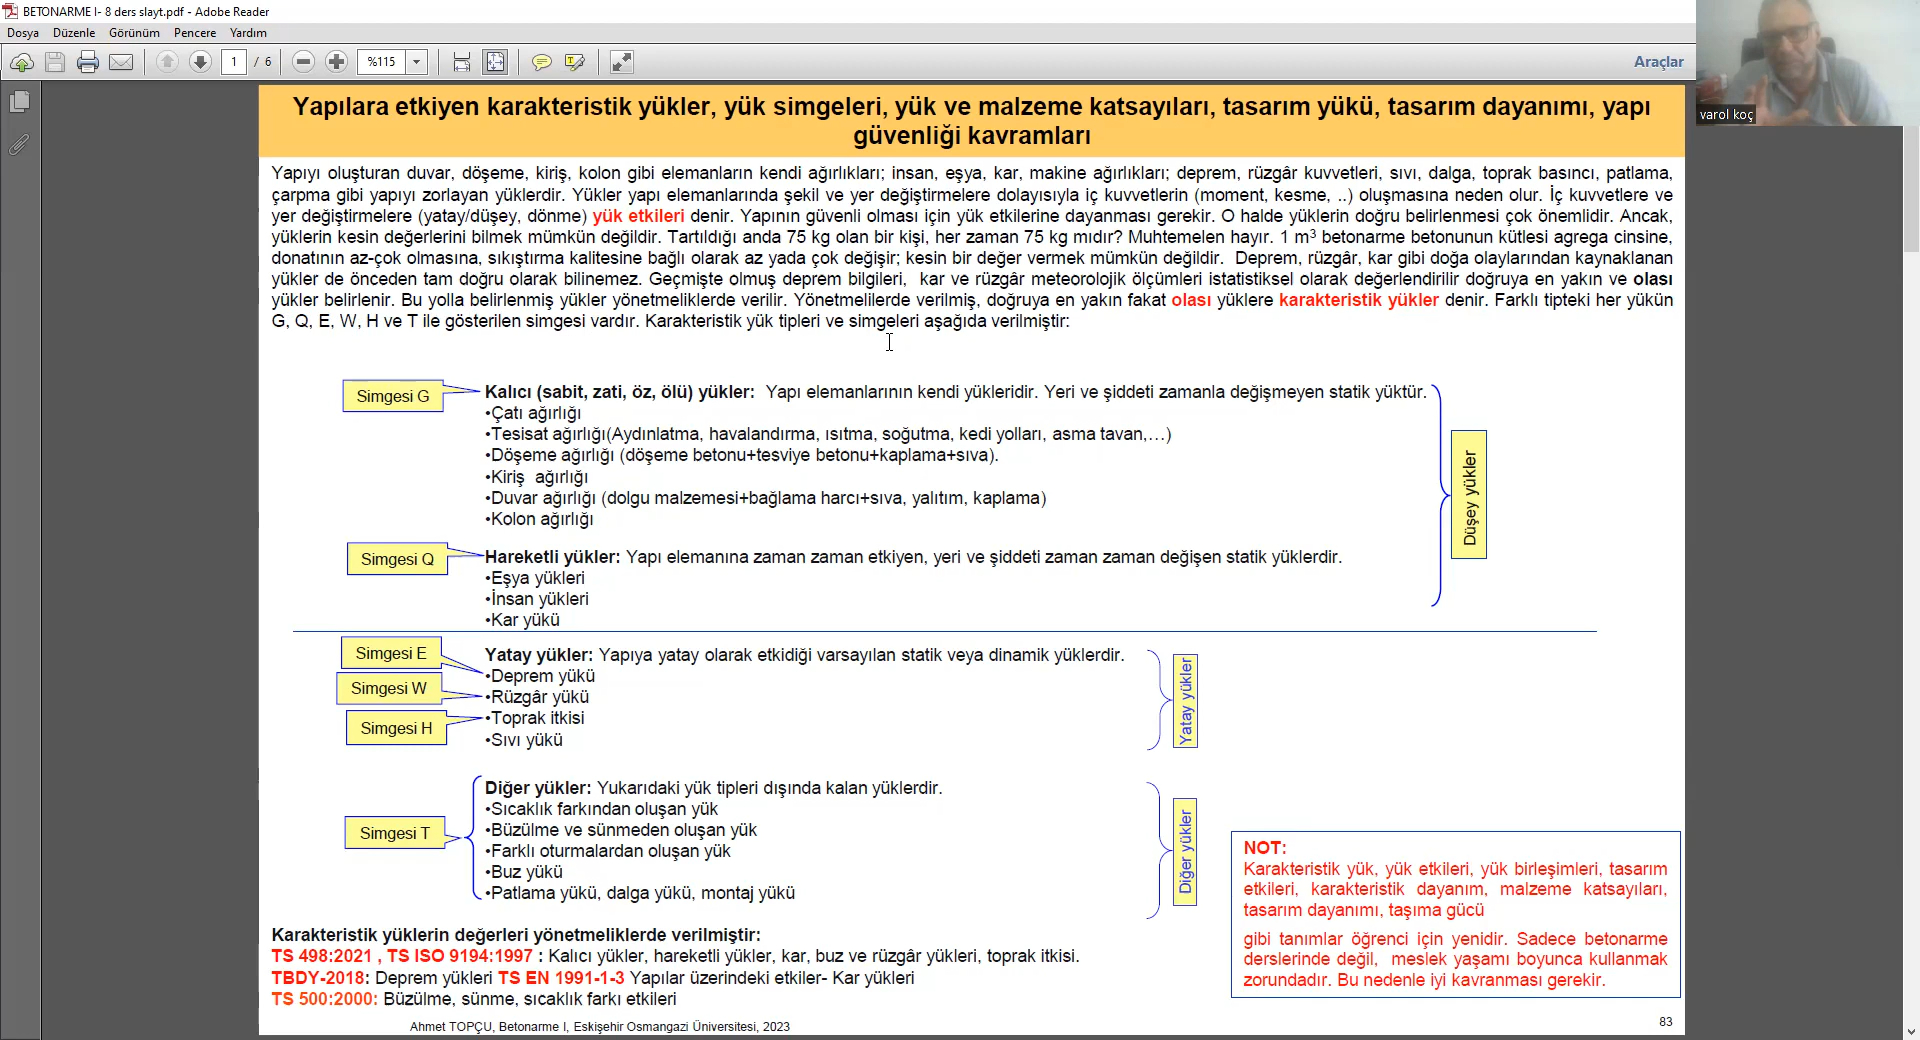 BETONARME I- 8 ders slayt.pdf - Adobe Reader
Dosya Düzenle Görünüm Pencere Yardım
1 / 6 %115 Araçlar
varol koç
Yapılara etkiyen karakteristik yükler, yük simgeleri, yük ve malzeme katsayıları, tasarım yükü, tasarım dayanımı, yapı
güvenliği kavramları
Yapıyı oluşturan duvar, döşeme, kiriş, kolon gibi elemanların kendi ağırlıkları; insan, eşya, kar, makine ağırlıkları; deprem, rüzgâr kuvvetleri, sıvı, dalga, toprak basıncı, patlama,
çarpma gibi yapıyı zorlayan yüklerdir. Yükler yapı elemanlarında şekil ve yer değiştirmelere dolayısıyla iç kuvvetlerin (moment, kesme, ..) oluşmasına neden olur. İç kuvvetlere ve
yer değiştirmelere (yatay/düşey, dönme) yük etkileri denir. Yapının güvenli olması için yük etkilerine dayanması gerekir. O halde yüklerin doğru belirlenmesi çok önemlidir. Ancak,
yüklerin kesin değerlerini bilmek mümkün değildir. Tartıldığı anda 75 kg olan bir kişi, her zaman 75 kg mıdır? Muhtemelen hayır. 1 m³ betonarme betonunun kütlesi agrega cinsine,
donatının az-çok olmasına, sıkıştırma kalitesine bağlı olarak az yada çok değişir; kesin bir değer vermek mümkün değildir. Deprem, rüzgâr, kar gibi doğa olaylarından kaynaklanan
yükler de önceden tam doğru olarak bilinemez. Geçmişte olmuş deprem bilgileri, kar ve rüzgâr meteorolojik ölçümleri istatistiksel olarak değerlendirilir doğruya en yakın ve olası
yükler belirlenir. Bu yolla belirlenmiş yükler yönetmeliklerde verilir. Yönetmelilerde verilmiş, doğruya en yakın fakat olası yüklere karakteristik yükler denir. Farklı tipteki her yükün
G, Q, E, W, H ve T ile gösterilen simgesi vardır. Karakteristik yük tipleri ve simgeleri aşağıda verilmiştir:
Simgesi G
Kalıcı (sabit, zati, öz, ölü) yükler: Yapı elemanlarının kendi yükleridir. Yeri ve şiddeti zamanla değişmeyen statik yüktür.
•Çatı ağırlığı
•Tesisat ağırlığı(Aydınlatma, havalandırma, ısıtma, soğutma, kedi yolları, asma tavan,…)
•Döşeme ağırlığı (döşeme betonu+tesviye betonu+kaplama+sıva).
•Kiriş ağırlığı
•Duvar ağırlığı (dolgu malzemesi+bağlama harcı+sıva, yalıtım, kaplama)
•Kolon ağırlığı
Simgesi Q
Hareketli yükler: Yapı elemanına zaman zaman etkiyen, yeri ve şiddeti zaman zaman değişen statik yüklerdir.
•Eşya yükleri
•İnsan yükleri
•Kar yükü
Düşey yükler
Simgesi E
Simgesi W
Simgesi H
Yatay yükler: Yapıya yatay olarak etkidiği varsayılan statik veya dinamik yüklerdir.
•Deprem yükü
•Rüzgâr yükü
•Toprak itkisi
•Sıvı yükü
Yatay yükler
Simgesi T
Diğer yükler: Yukarıdaki yük tipleri dışında kalan yüklerdir.
•Sıcaklık farkından oluşan yük
•Büzülme ve sünmeden oluşan yük
•Farklı oturmalardan oluşan yük
•Buz yükü
•Patlama yükü, dalga yükü, montaj yükü
Diğer yükler
NOT:
Karakteristik yük, yük etkileri, yük birleşimleri, tasarım
etkileri, karakteristik dayanım, malzeme katsayıları,
tasarım dayanımı, taşıma gücü
gibi tanımlar öğrenci için yenidir. Sadece betonarme
derslerinde değil, meslek yaşamı boyunca kullanmak
zorundadır. Bu nedenle iyi kavranması gerekir.
Karakteristik yüklerin değerleri yönetmeliklerde verilmiştir:
TS 498:2021 , TS ISO 9194:1997 : Kalıcı yükler, hareketli yükler, kar, buz ve rüzgâr yükleri, toprak itkisi.
TBDY-2018: Deprem yükleri TS EN 1991-1-3 Yapılar üzerindeki etkiler- Kar yükleri
TS 500:2000: Büzülme, sünme, sıcaklık farkı etkileri
Ahmet TOPÇU, Betonarme I, Eskişehir Osmangazi Üniversitesi, 2023
83